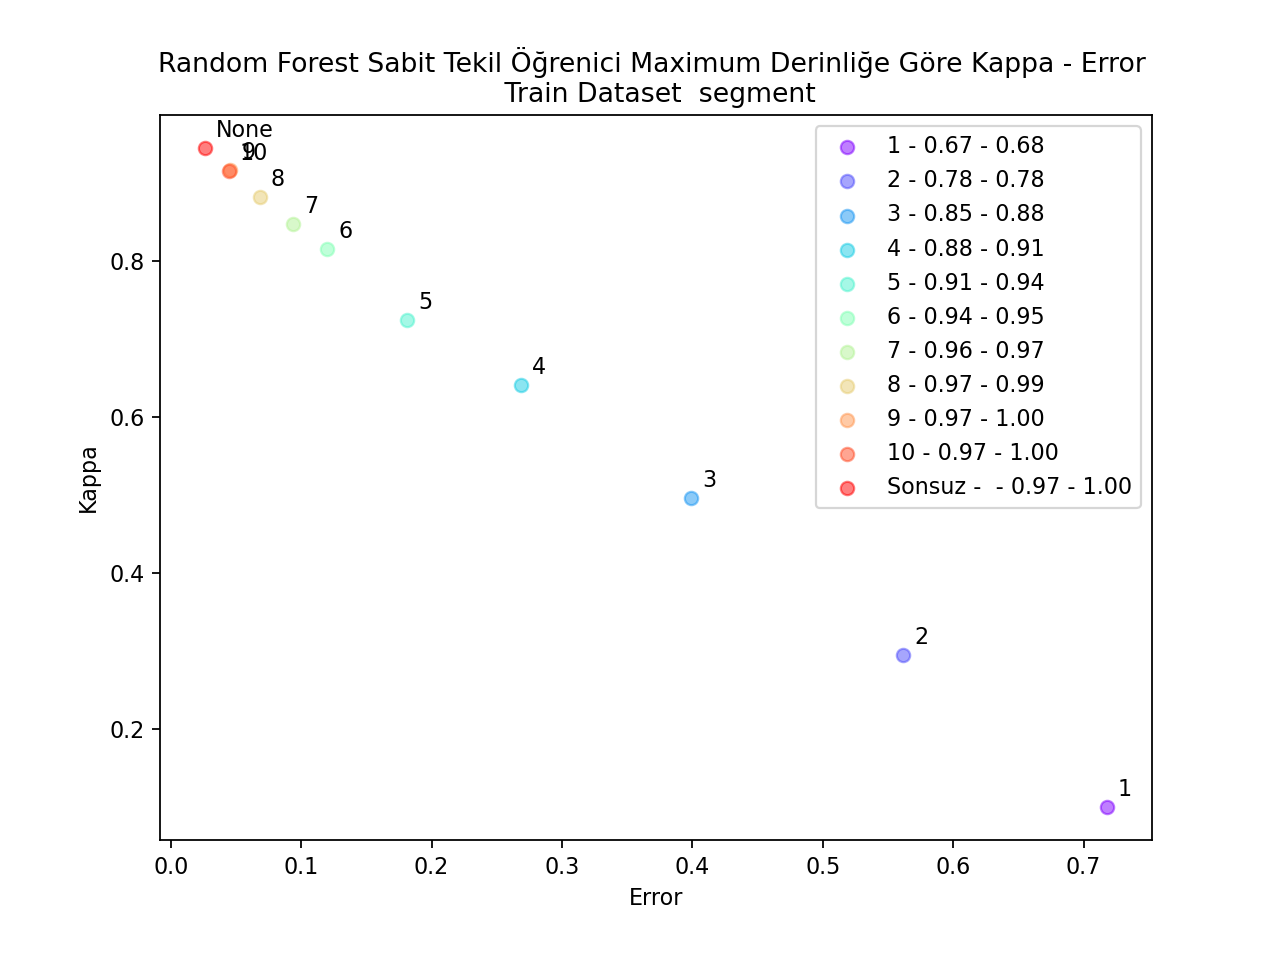 Random Forest Sabit Tekil Öğrenici Maximum Derinliğe Göre Kappa - Error
Train Dataset  segment
None
9
10
8
7
6
5
4
3
2
1
1 - 0.67 - 0.68
2 - 0.78 - 0.78
3 - 0.85 - 0.88
4 - 0.88 - 0.91
5 - 0.91 - 0.94
6 - 0.94 - 0.95
7 - 0.96 - 0.97
8 - 0.97 - 0.99
9 - 0.97 - 1.00
10 - 0.97 - 1.00
Sonsuz -  - 0.97 - 1.00
Kappa
0.8
0.6
0.4
0.2
0.0 0.1 0.2 0.3 0.4 0.5 0.6 0.7
Error